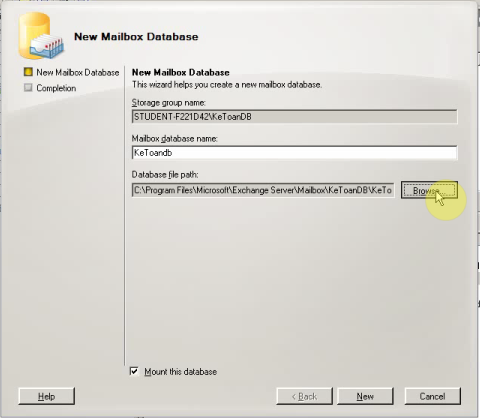 New Mailbox Database
New Mailbox Database
Completion
New Mailbox Database
This wizard helps you create a new mailbox database.
Storage group name:
STUDENT-F221D42\KeToanDB
Mailbox database name:
KeToandb
Database file path:
C:\Program Files\Microsoft\Exchange Server\Mailbox\KeToanDB\KeTo
Browse...
Mount this database
Help
< Back
New
Cancel